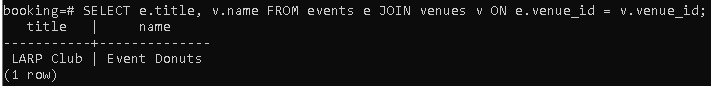 booking=# SELECT e.title, v.name FROM events e JOIN venues v ON e.venue_id = v.venue_id;
   title   |     name
-----------+--------------
 LARP Club | Event Donuts
(1 row)